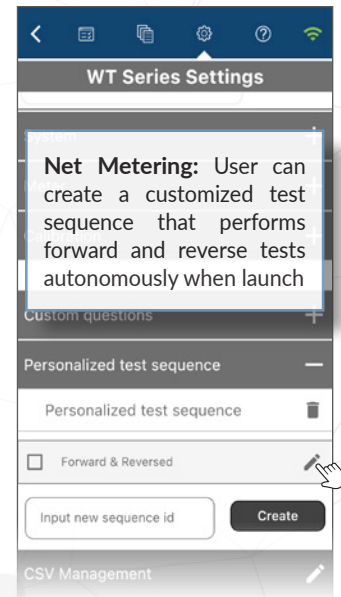 WT Series Settings
System
Net Metering: User can
create a customized test
sequence that performs
forward and reverse tests
autonomously when launch
Custom questions
Personalized test sequence
Personalized test sequence
Forward & Reversed
Input new sequence id
Create
CSV Management